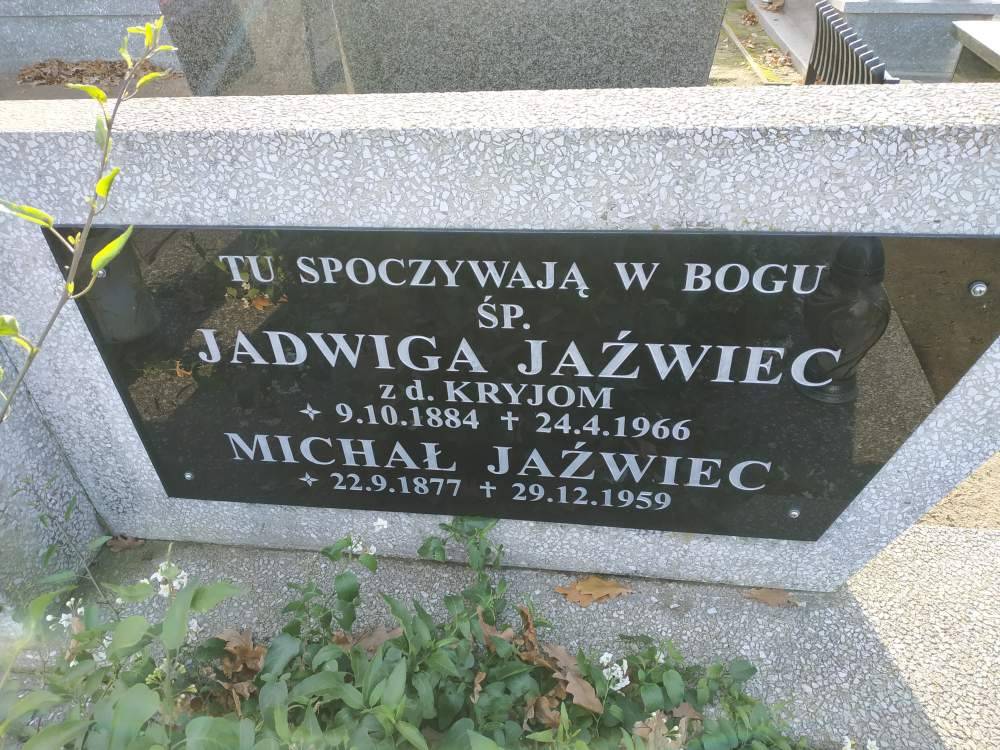 TU SPOCZYWAJĄ W BOGU
ŚP.
JADWIGA JAŹWIEC
z d. KRYJOM
✧ 9.10.1884 ✝ 24.4.1966
MICHAŁ JAŹWIEC
✧ 22.9.1877 ✝ 29.12.1959